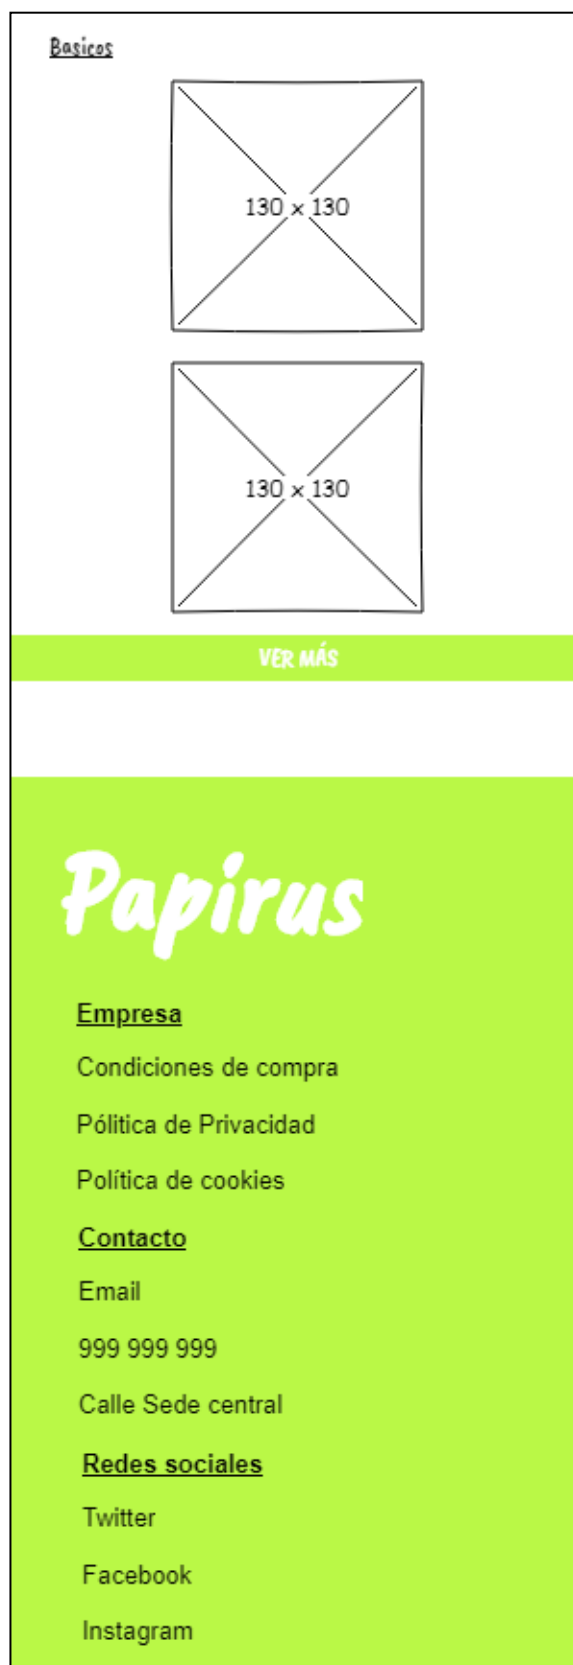 Basicos
130 x 130
130 x 130
VER MÁS
Papirus
Empresa
Condiciones de compra
Pólitica de Privacidad
Política de cookies
Contacto
Email
999 999 999
Calle Sede central
Redes sociales
Twitter
Facebook
Instagram